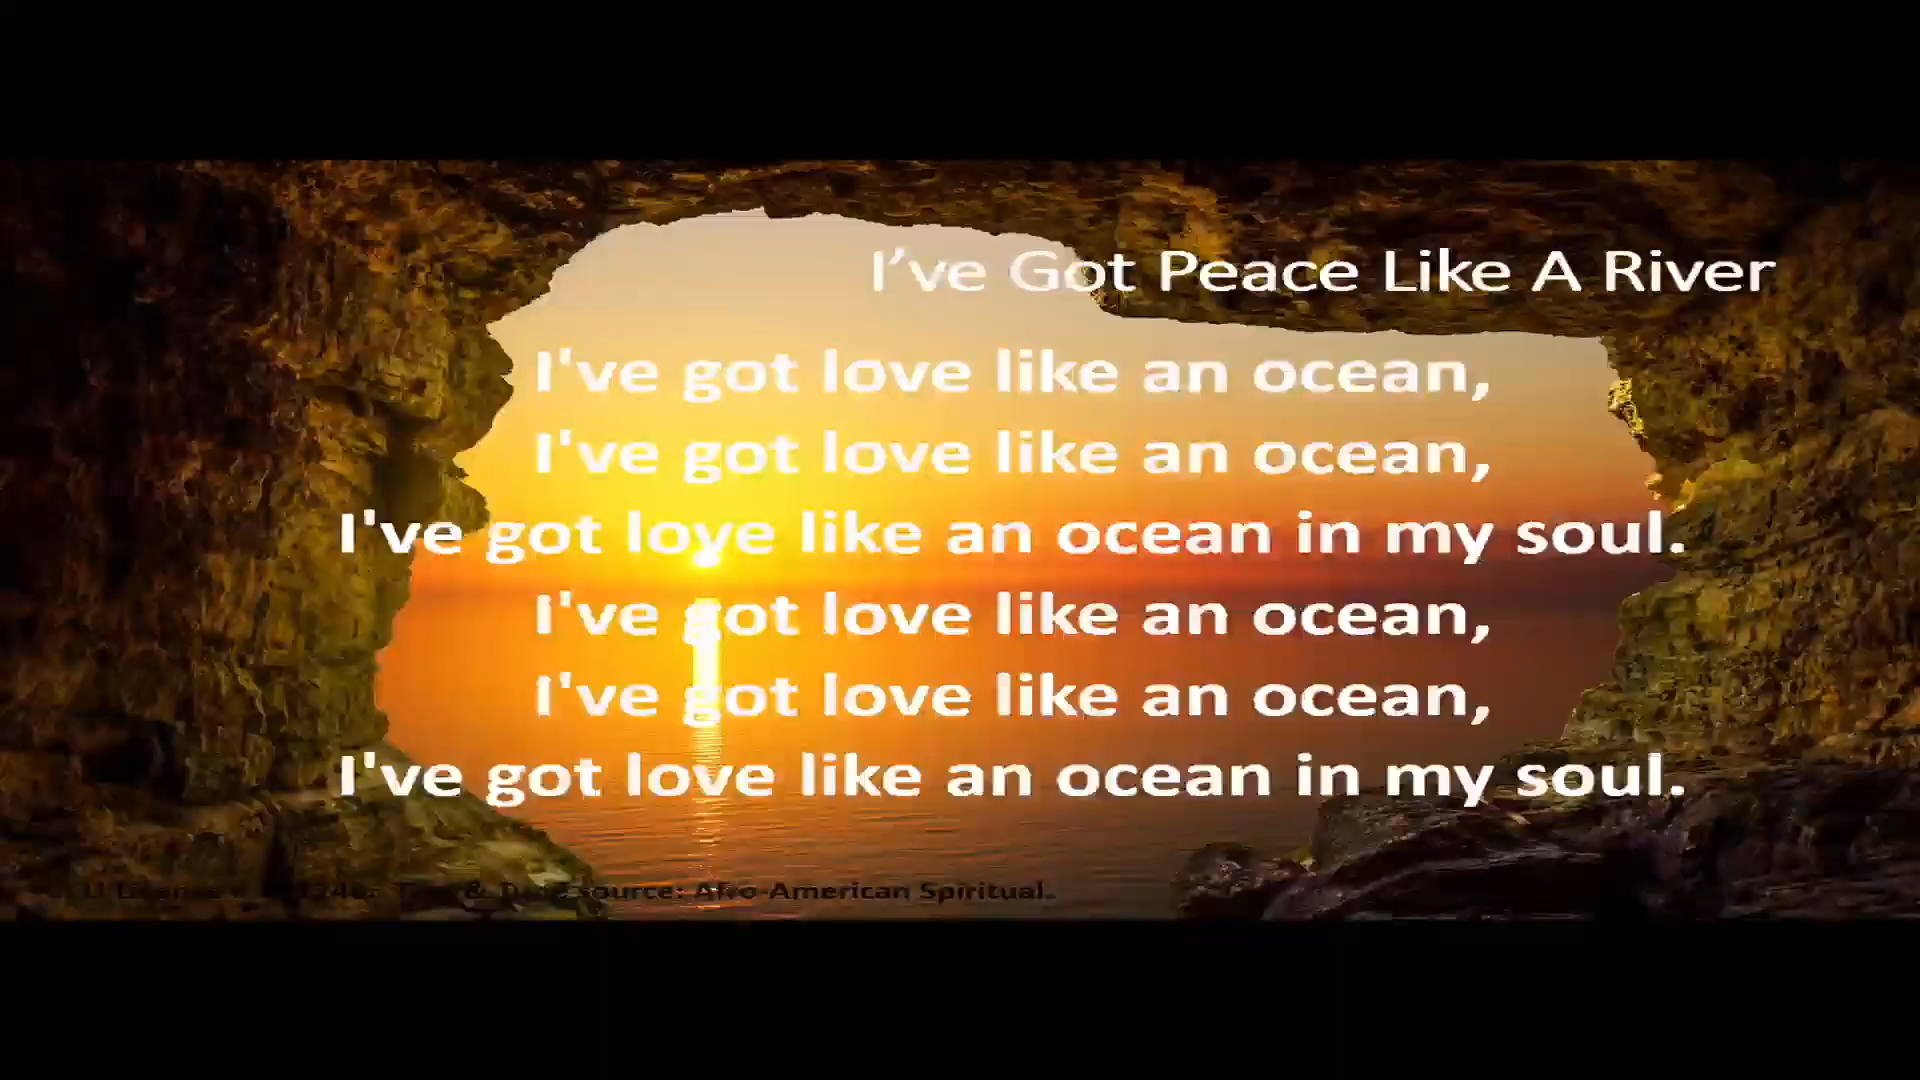 I’ve Got Peace Like A River
I've got love like an ocean,
I've got love like an ocean,
I've got love like an ocean in my soul.
I've got love like an ocean,
I've got love like an ocean,
I've got love like an ocean in my soul.
& source: Afro-American Spiritual.